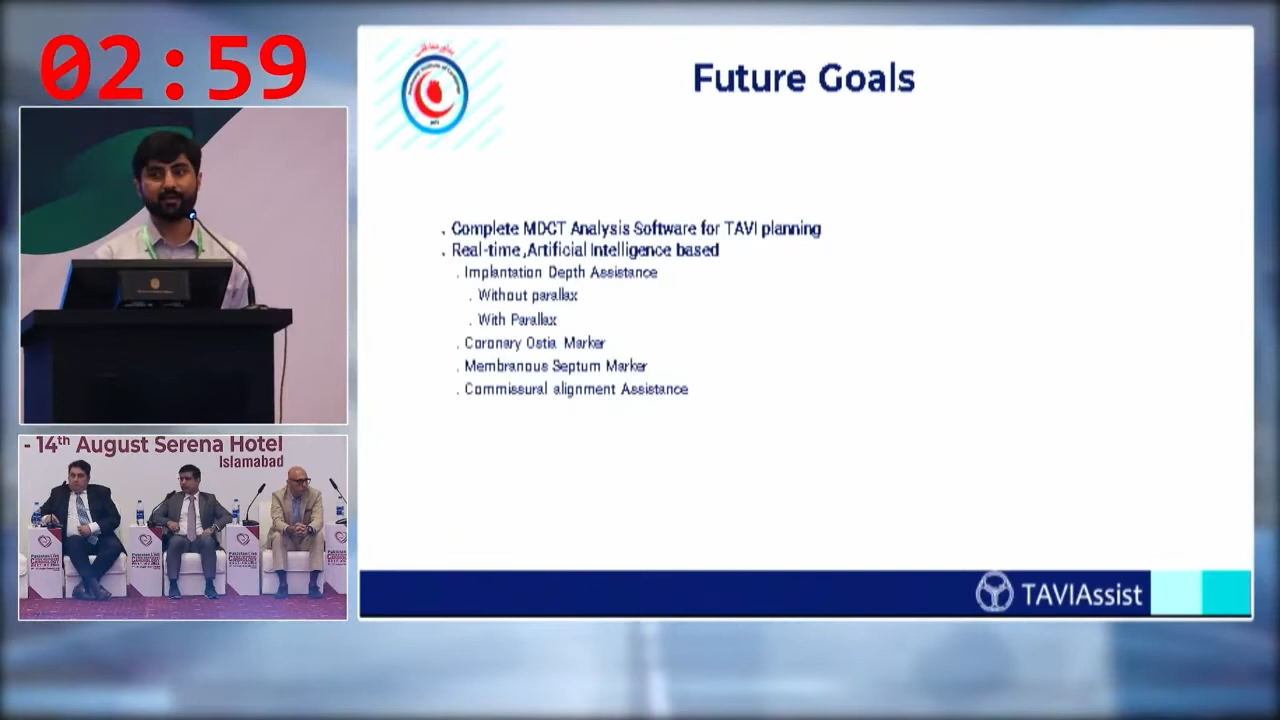 02:59
Future Goals
. Complete MDCT Analysis Software for TAVI planning
. Real-time,Artificial Intelligence based
. Implantation Depth Assistance
. Without parallax
. With Parallax
. Coronary Ostia Marker
. Membranous Septum Marker
. Commissural alignment Assistance
TAVIAssist
- 14th August Serena Hotel
Islamabad